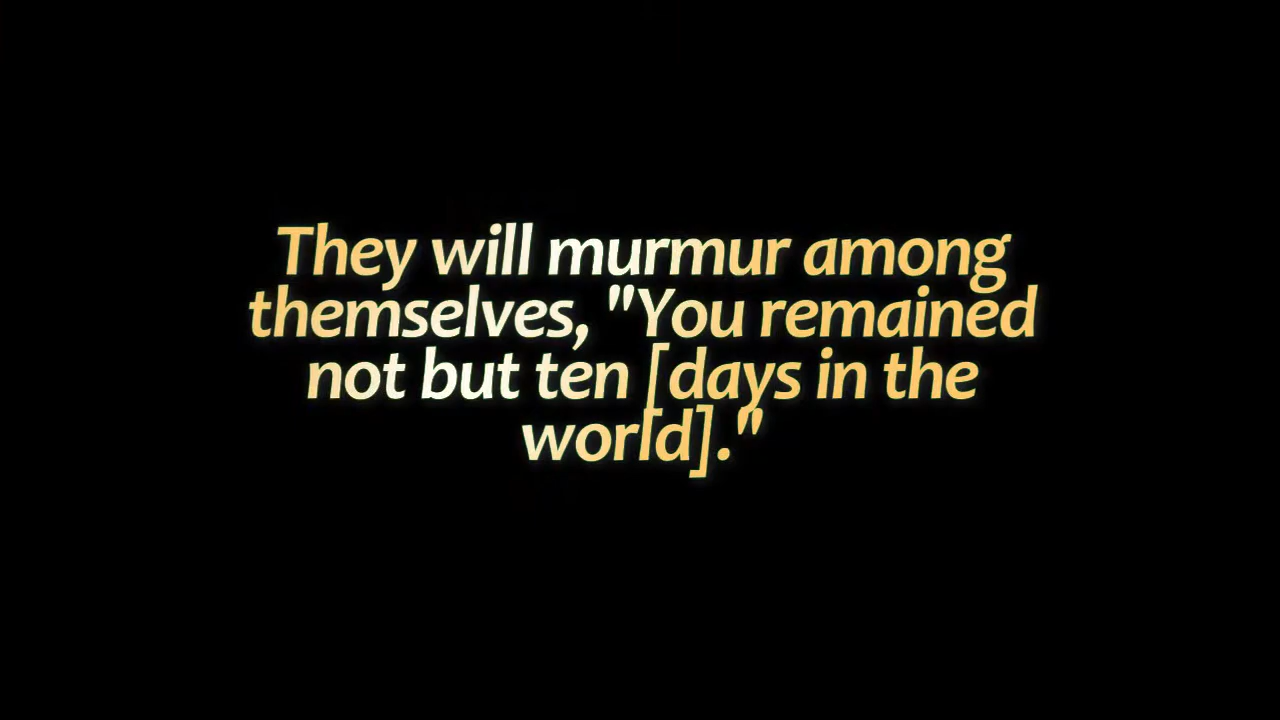 They will murmur among
themselves, "You remained
not but ten [days in the
world]."